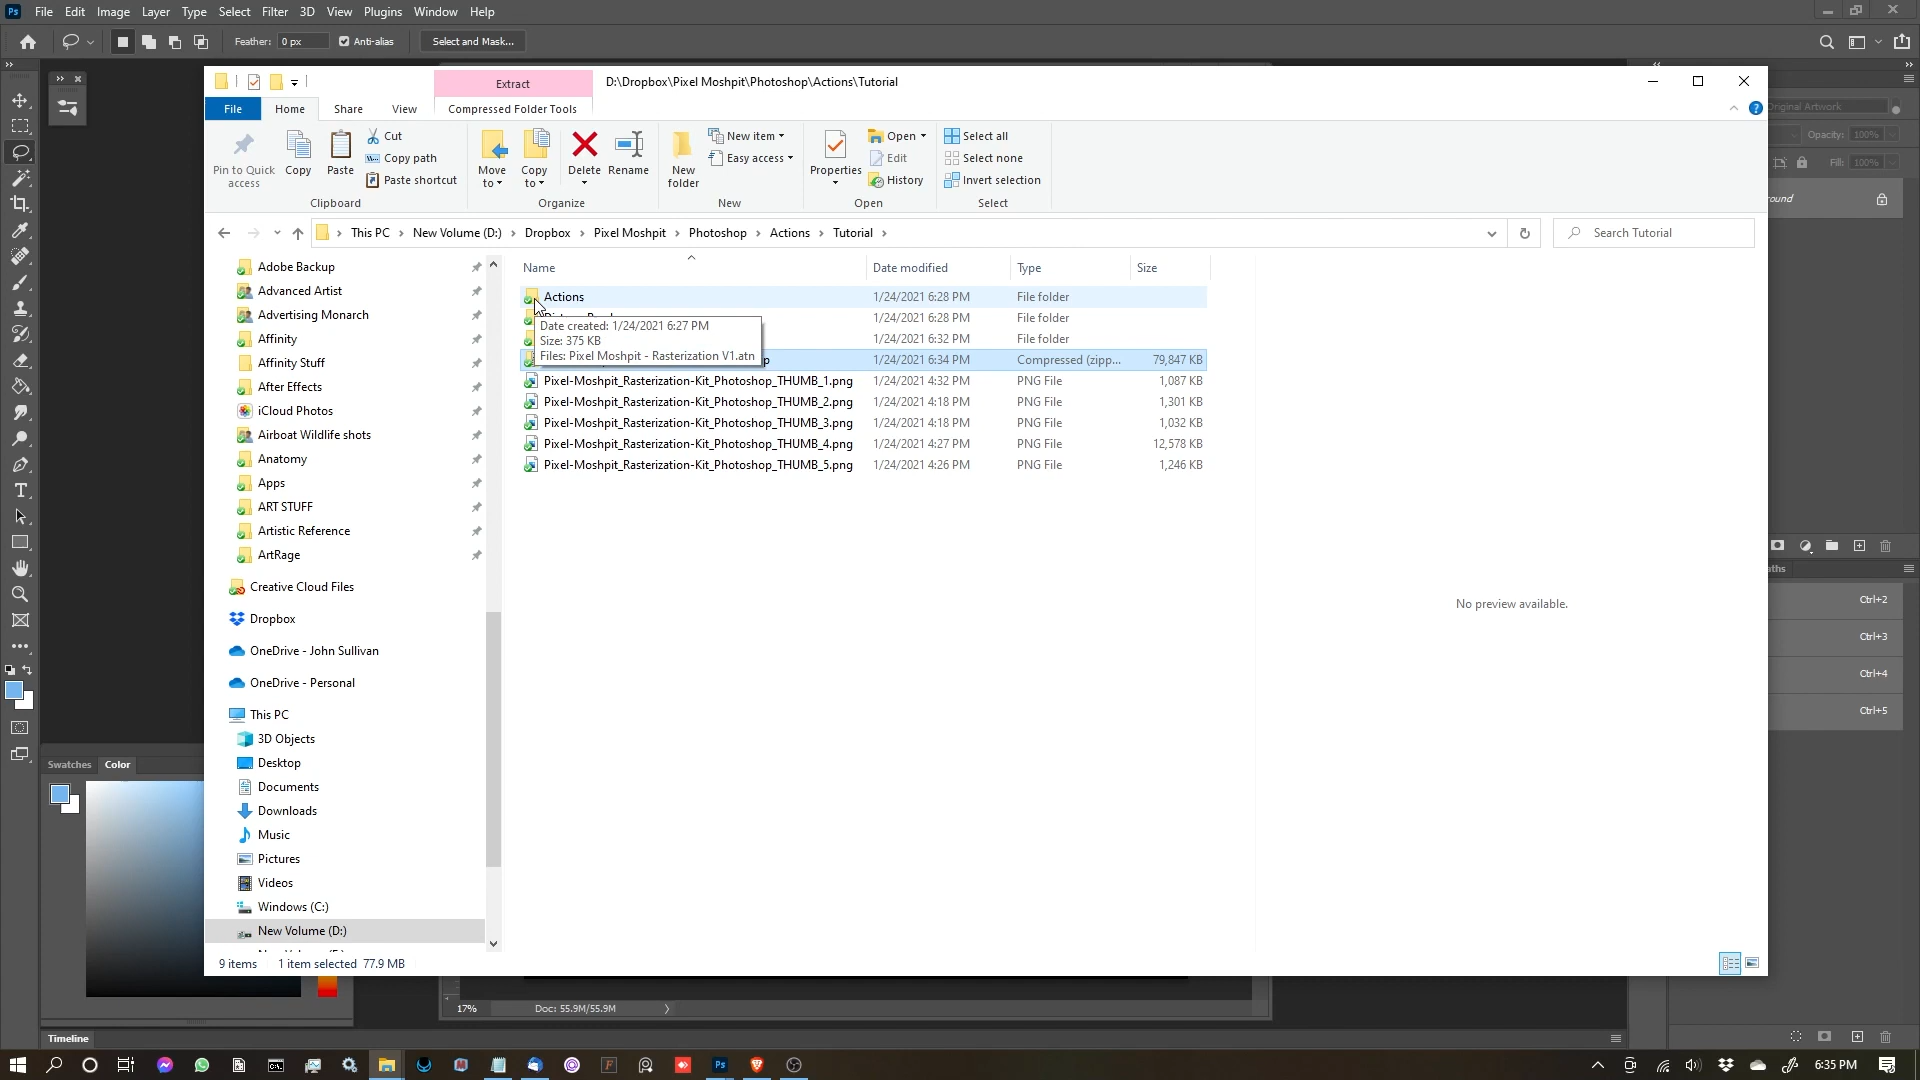 Ps File Edit Image Layer Type Select Filter 3D View Plugins Window Help
Feather: 0 px Anti-alias Select and Mask...
Extract D:\Dropbox\Pixel Moshpit\Photoshop\Actions\Tutorial
File Home Share View Compressed Folder Tools
Original Artwork
Opacity: 100%
Fill: 100%
Pin to Quick access
Copy
Paste
Cut
Copy path
Paste shortcut
Clipboard
Move to
Copy to
Delete
Rename
Organize
New folder
New item
Easy access
New
Properties
Open
Edit
History
Open
Select all
Select none
Invert selection
Select
This PC New Volume (D:) Dropbox Pixel Moshpit Photoshop Actions Tutorial
Search Tutorial
Adobe Backup
Advanced Artist
Advertising Monarch
Affinity
Affinity Stuff
After Effects
iCloud Photos
Airboat Wildlife shots
Anatomy
Apps
ART STUFF
Artistic Reference
ArtRage
Creative Cloud Files
Dropbox
OneDrive - John Sullivan
OneDrive - Personal
This PC
3D Objects
Desktop
Documents
Downloads
Music
Pictures
Videos
Windows (C:)
New Volume (D:)
Name Date modified Type Size
Actions 1/24/2021 6:28 PM File folder
1/24/2021 6:28 PM File folder
1/24/2021 6:32 PM File folder
1/24/2021 6:34 PM Compressed (zipp... 79,847 KB
Date created: 1/24/2021 6:27 PM
Size: 375 KB
Files: Pixel Moshpit - Rasterization V1.atn
Pixel-Moshpit_Rasterization-Kit_Photoshop_THUMB_1.png 1/24/2021 4:32 PM PNG File 1,087 KB
Pixel-Moshpit_Rasterization-Kit_Photoshop_THUMB_2.png 1/24/2021 4:18 PM PNG File 1,301 KB
Pixel-Moshpit_Rasterization-Kit_Photoshop_THUMB_3.png 1/24/2021 4:18 PM PNG File 1,032 KB
Pixel-Moshpit_Rasterization-Kit_Photoshop_THUMB_4.png 1/24/2021 4:27 PM PNG File 12,578 KB
Pixel-Moshpit_Rasterization-Kit_Photoshop_THUMB_5.png 1/24/2021 4:26 PM PNG File 1,246 KB
No preview available.
9 items 1 item selected 77.9 MB
Ctrl+2
Ctrl+3
Ctrl+4
Ctrl+5
Swatches Color
17% Doc: 55.9M/55.9M
Timeline
6:35 PM